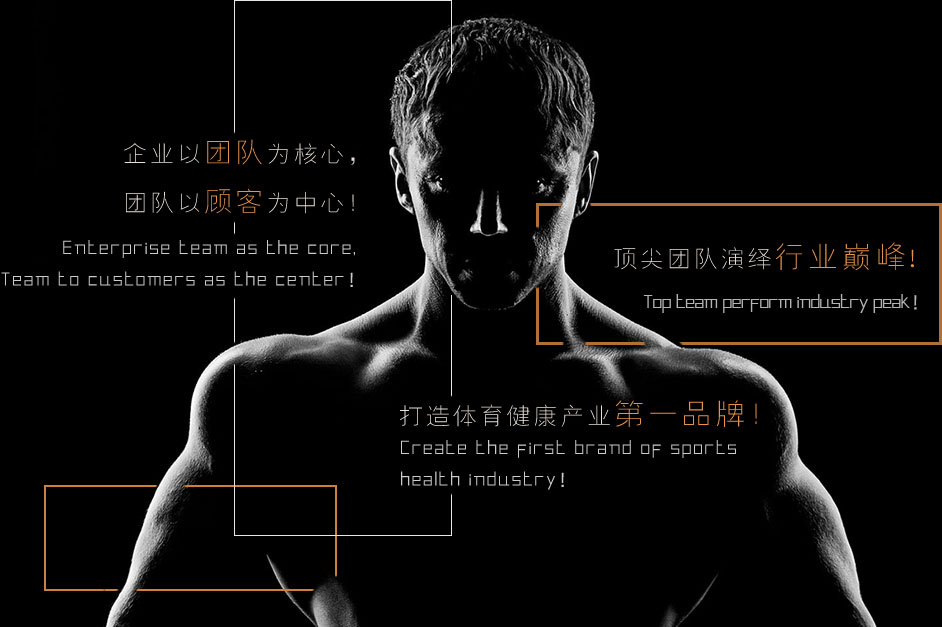 企业以团队为核心,
团队以顾客为中心!
Enterprise team as the core,
Team to customers as the center!
顶尖团队演绎行业巅峰!
Top team perform industry peak!
打造体育健康产业第一品牌!
Create the first brand of sports
health industry!